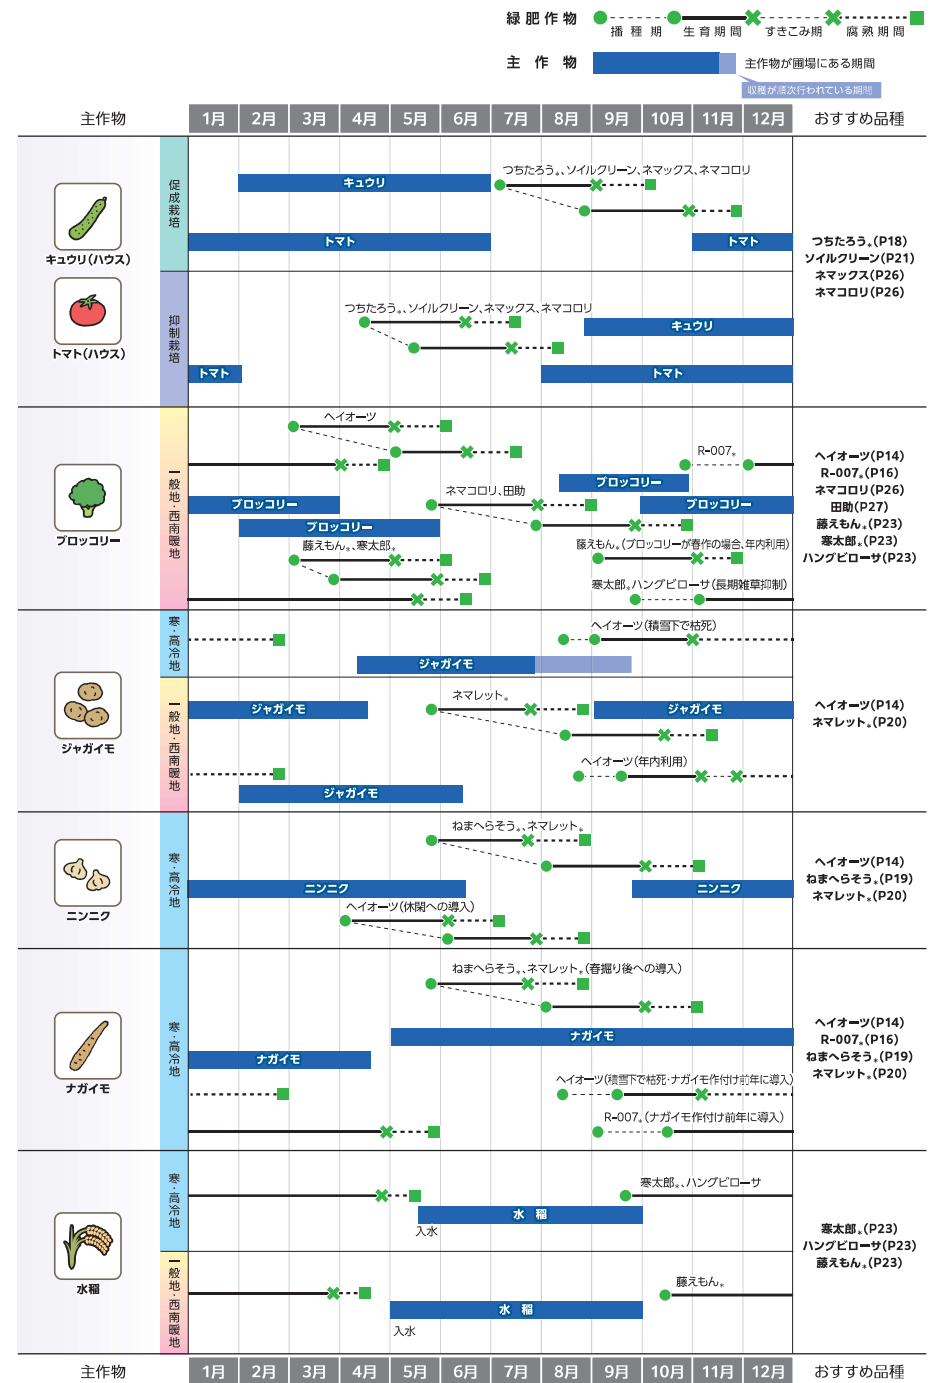 緑肥作物
播種期 生育期間 すきこみ期 腐熟期間
主作物 主作物が圃場にある期間
収穫が順次行われている期間
主作物 1月 2月 3月 4月 5月 6月 7月 8月 9月 10月 11月 12月 おすすめ品種
キュウリ(ハウス)
トマト(ハウス)
促成栽培
つちたろう®、ソイルクリーン、ネマックス、ネマコロリ
キュウリ
トマト トマト
抑制栽培
つちたろう®、ソイルクリーン、ネマックス、ネマコロリ
キュウリ
トマト トマト
つちたろう®(P18)
ソイルクリーン(P21)
ネマックス(P26)
ネマコロリ(P26)
ブロッコリー
一般地・西南暖地
ヘイオーツ
R-007®
ブロッコリー
ネマコロリ、田助
ブロッコリー ブロッコリー
ブロッコリー
藤えもん®、寒太郎®
藤えもん®(ブロッコリーが春作の場合、年内利用)
寒太郎®ハングビローサ(長期雑草抑制)
ヘイオーツ(P14)
R-007®(P16)
ネマコロリ(P26)
田助(P27)
藤えもん®(P23)
寒太郎®(P23)
ハングビローサ(P23)
ジャガイモ
寒・高冷地
ヘイオーツ(積雪下で枯死)
ジャガイモ
一般地・西南暖地
ネマレット®
ジャガイモ ジャガイモ
ヘイオーツ(年内利用)
ジャガイモ
ヘイオーツ(P14)
ネマレット®(P20)
ニンニク
寒・高冷地
ねまへらそう®、ネマレット®
ニンニク ニンニク
ヘイオーツ(休閑への導入)
ヘイオーツ(P14)
ねまへらそう®(P19)
ネマレット®(P20)
ナガイモ
寒・高冷地
ねまへらそう®、ネマレット®(春掘り後への導入)
ナガイモ
ナガイモ
ヘイオーツ(積雪下で枯死・ナガイモ作付け前年に導入)
R-007®(ナガイモ作付け前年に導入)
ヘイオーツ(P14)
R-007®(P16)
ねまへらそう®(P19)
ネマレット®(P20)
水稲
寒・高冷地
寒太郎®、ハングビローサ
水稲
入水
一般地・西南暖地
藤えもん®
水稲
入水
寒太郎®(P23)
ハングビローサ(P23)
藤えもん®(P23)
主作物 1月 2月 3月 4月 5月 6月 7月 8月 9月 10月 11月 12月 おすすめ品種